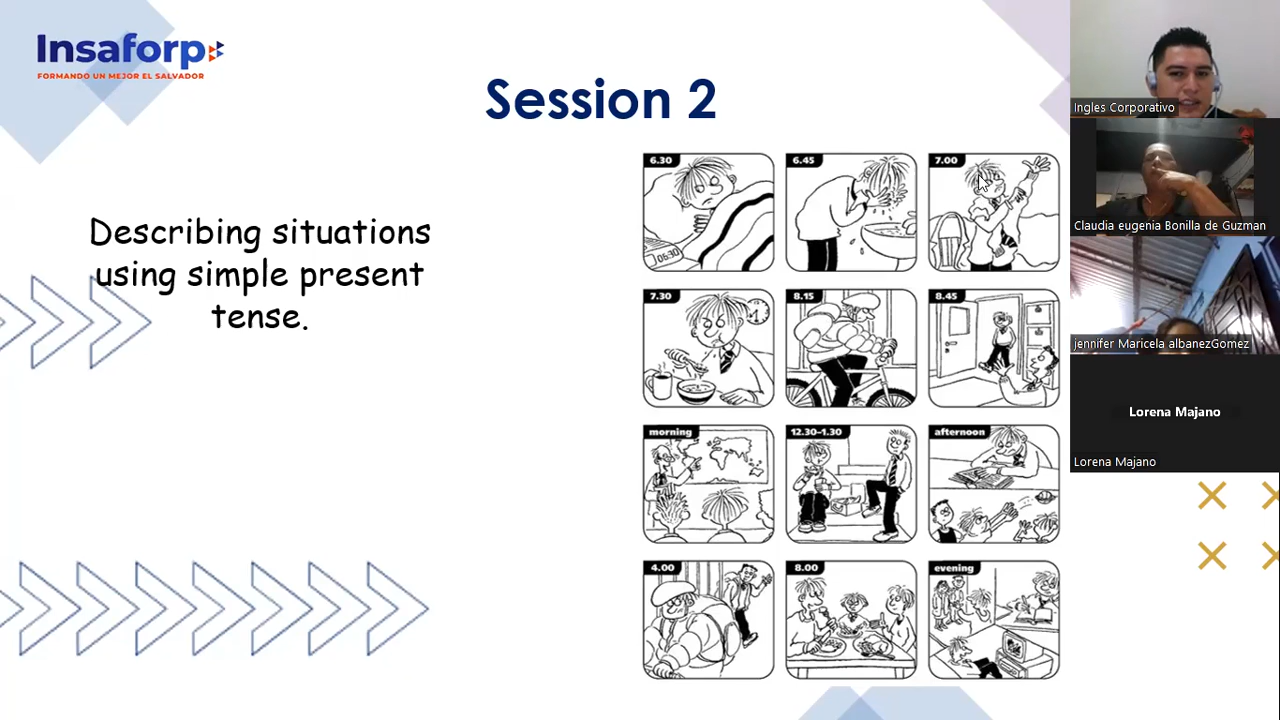 Insaforp
FORMANDO UN MEJOR EL SALVADOR
Session 2
Describing situations
using simple present
tense.
6.30
6.45
7.00
0630
7.30
8.15
8.45
morning
12.30–1.30
afternoon
4.00
8.00
evening
Ingles Corporativo
Claudia eugenia Bonilla de Guzman
jennifer Maricela albanezGomez
Lorena Majano
Lorena Majano